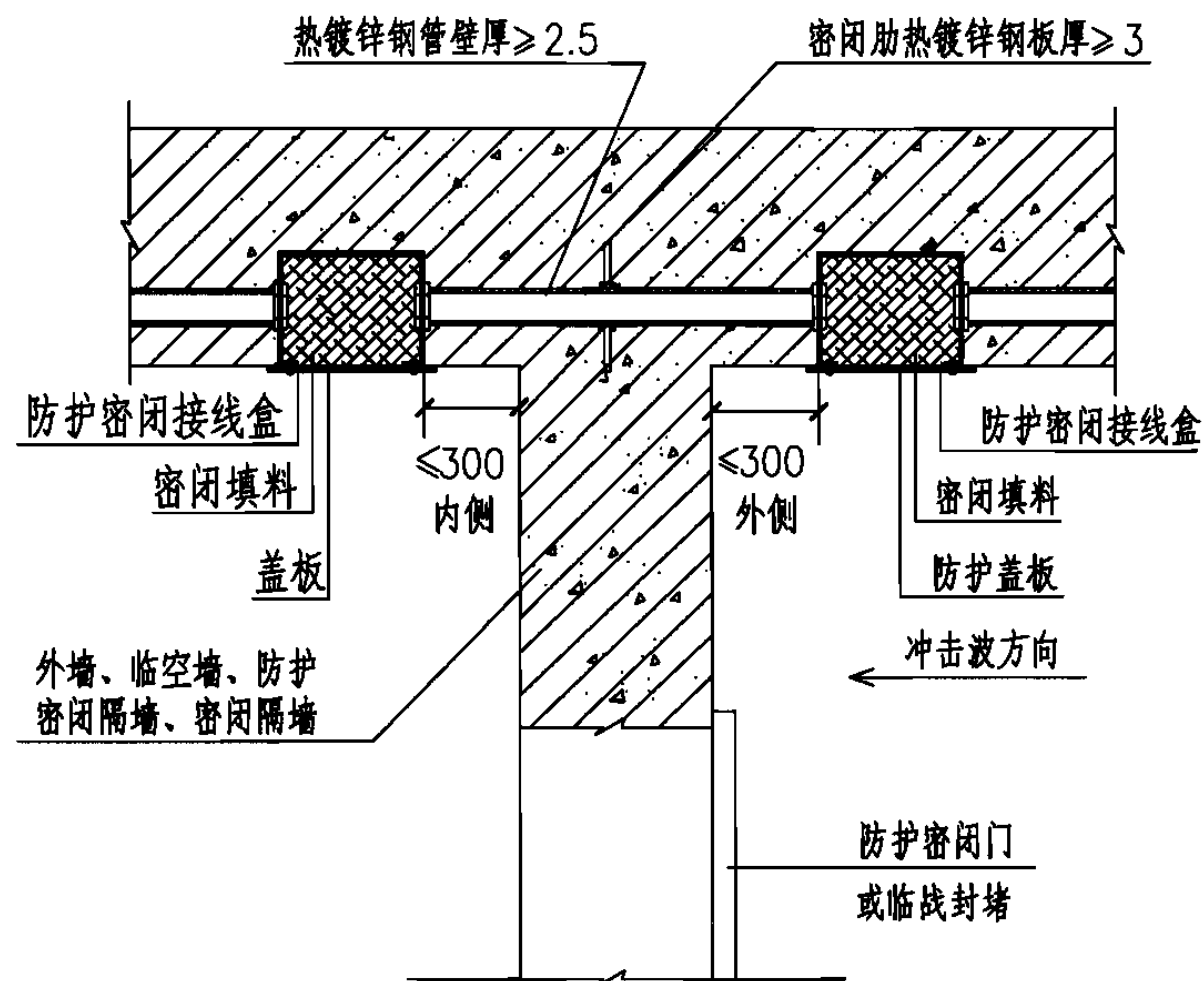 热镀锌钢管壁厚≥2.5
密闭肋热镀锌钢板厚≥3
防护密闭接线盒
密闭填料
盖板
≤300
内侧
≤300
外侧
防护密闭接线盒
密闭填料
防护盖板
冲击波方向
外墙、临空墙、防护
密闭隔墙、密闭隔墙
防护密闭门
或临战封堵